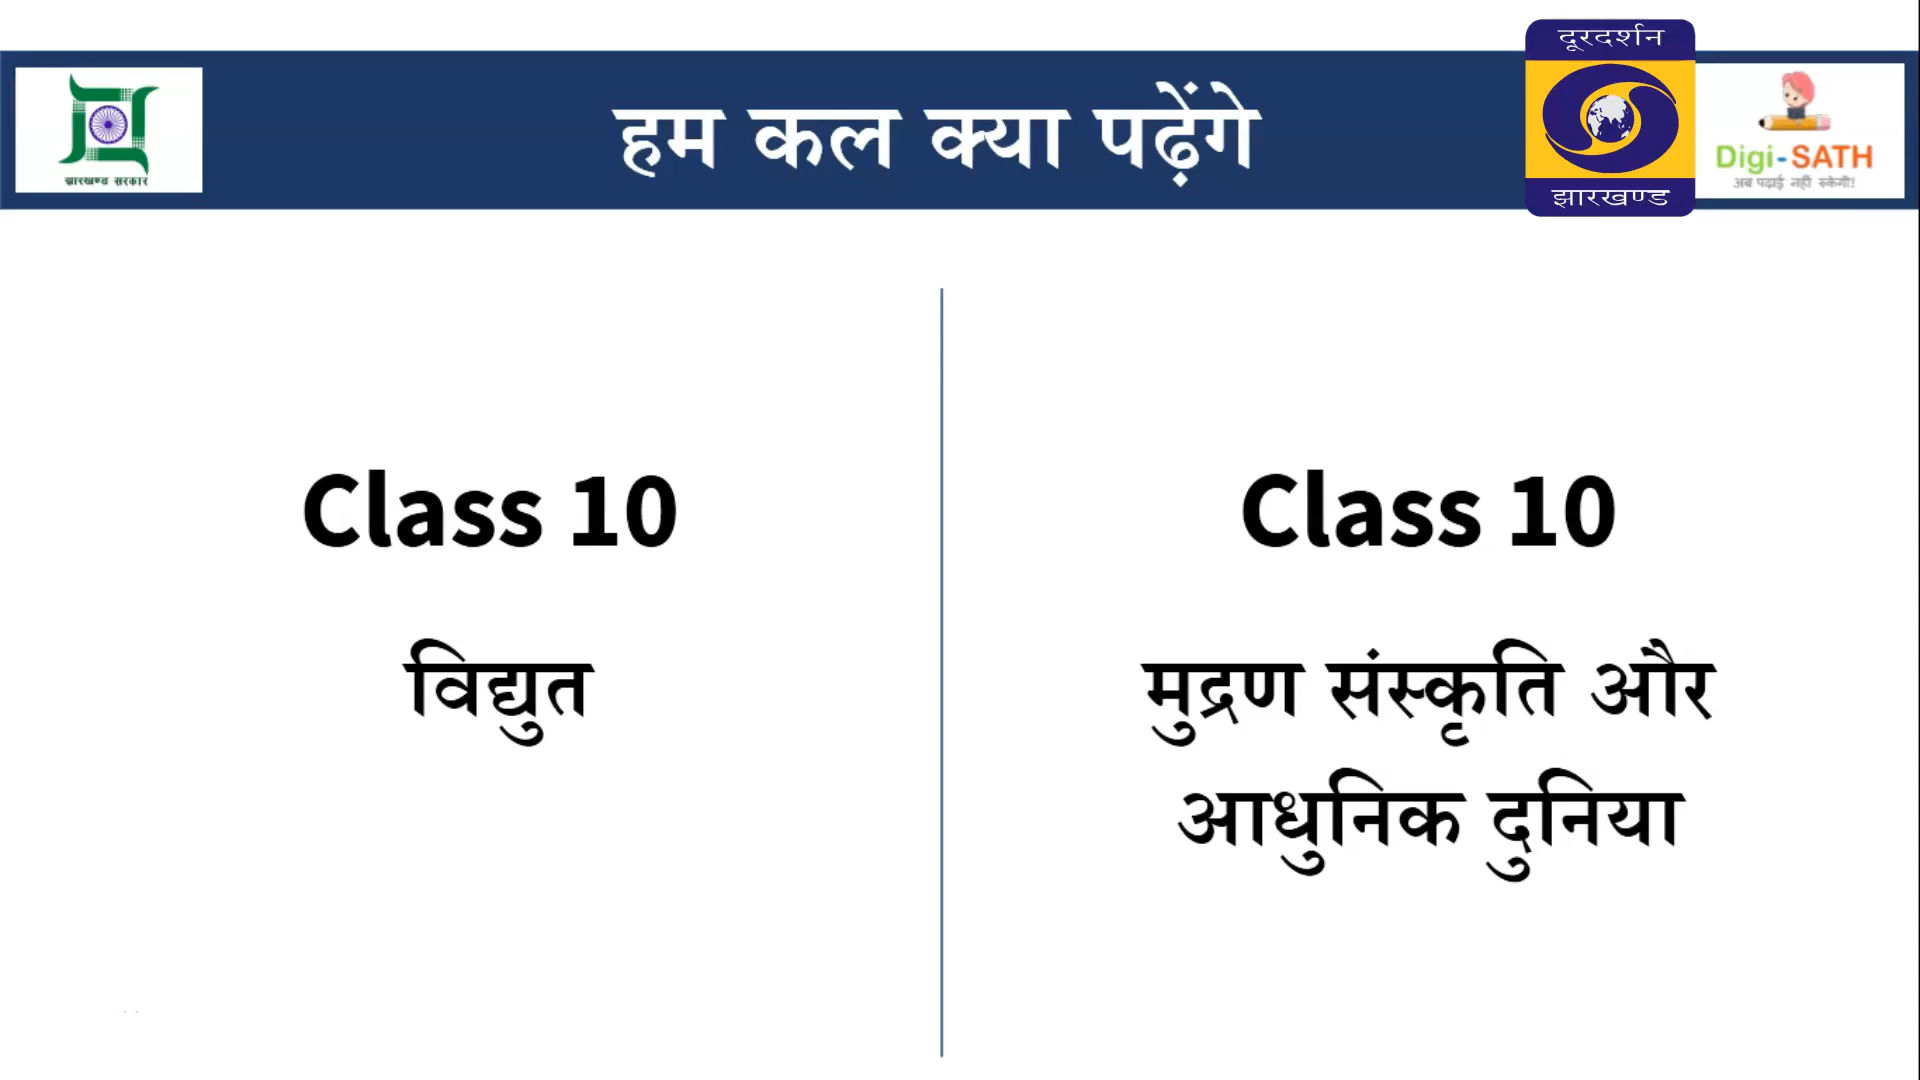 दूरदर्शन
हम कल क्या पढ़ेंगे
झारखण्ड सरकार
झारखण्ड
Digi-SATH
अब पढ़ाई नहीं रुकेगी!
Class 10
विद्युत
Class 10
मुद्रण संस्कृति और
आधुनिक दुनिया